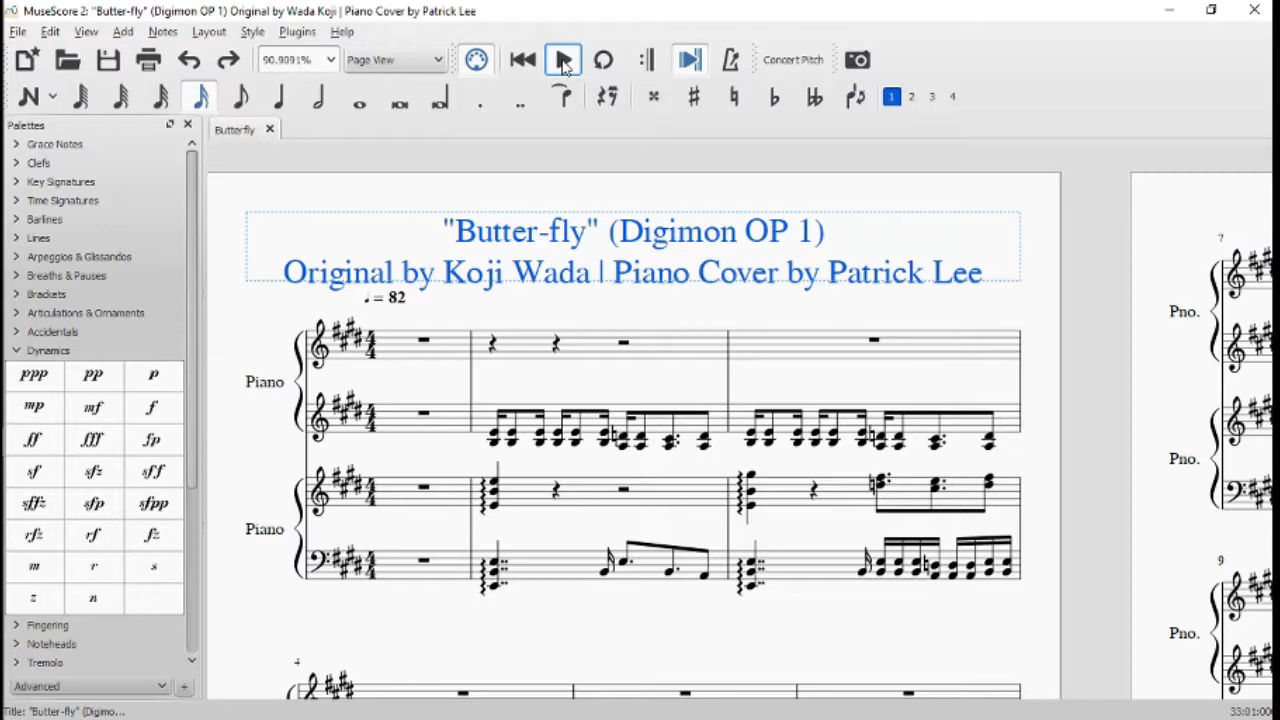 MuseScore 2: "Butter-fly" (Digimon OP 1) Original by Wada Koji | Piano Cover by Patrick Lee
File Edit View Add Notes Layout Style Plugins Help
90.9091% Page View Concert Pitch
1 2 3 4
Palettes
Butterfly
Grace Notes
Clefs
Key Signatures
Time Signatures
Barlines
Lines
Arpeggios & Glissandos
Breaths & Pauses
Brackets
Articulations & Ornaments
Accidentals
Dynamics
ppp pp p
mp mf f
ff fff fp
sf sfz sff
sffz sfp sfpp
rfz rf fz
m r s
z n
Fingering
Noteheads
Tremolo
Advanced
"Butter-fly" (Digimon OP 1)
Original by Koji Wada | Piano Cover by Patrick Lee
= 82
Piano
Piano
4
7
Pno.
Pno.
9
Pno.
Title: "Butter-fly" (Digimo...
33:01:00